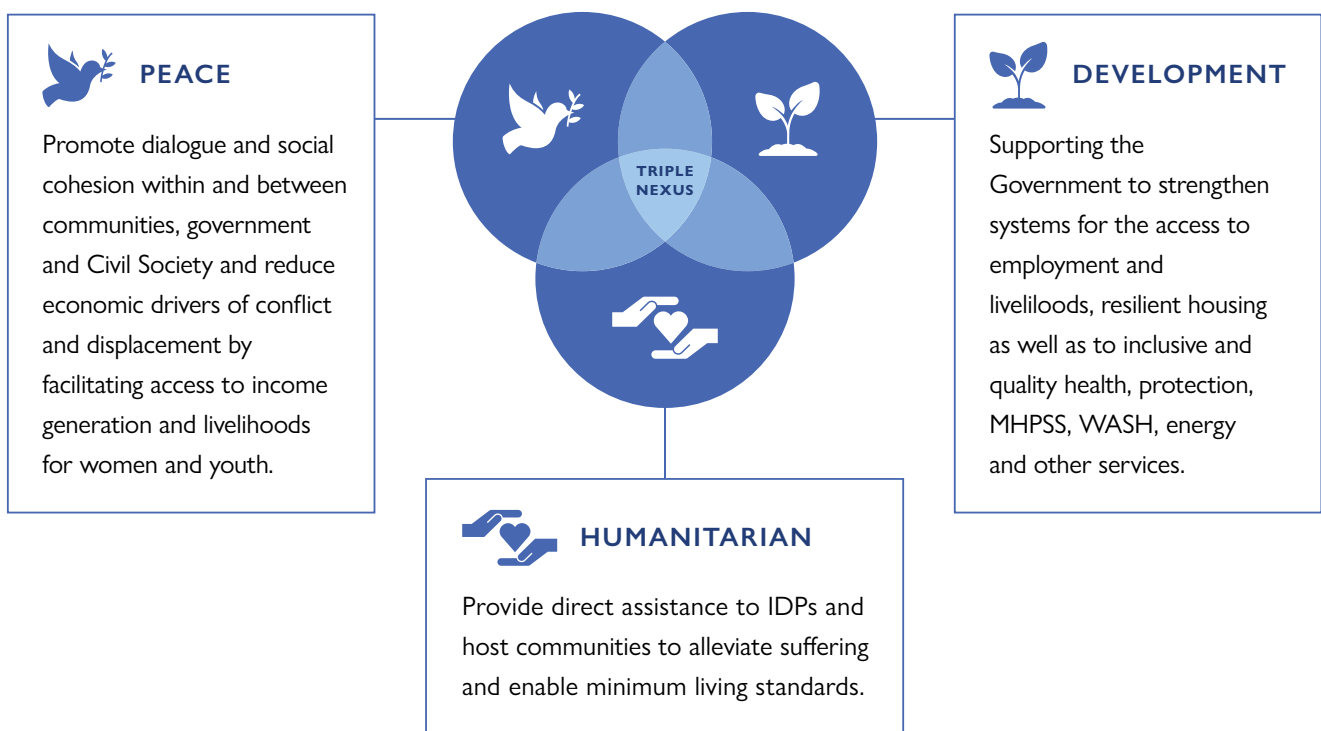 PEACE
Promote dialogue and social
cohesion within and between
communities, government
and Civil Society and reduce
economic drivers of conflict
and displacement by
facilitating access to income
generation and livelihoods
for women and youth.
TRIPLE
NEXUS
DEVELOPMENT
Supporting the
Government to strengthen
systems for the access to
employment and
liveliloods, resilient housing
as well as to inclusive and
quality health, protection,
MHPSS, WASH, energy
and other services.
HUMANITARIAN
Provide direct assistance to IDPs and
host communities to alleviate suffering
and enable minimum living standards.